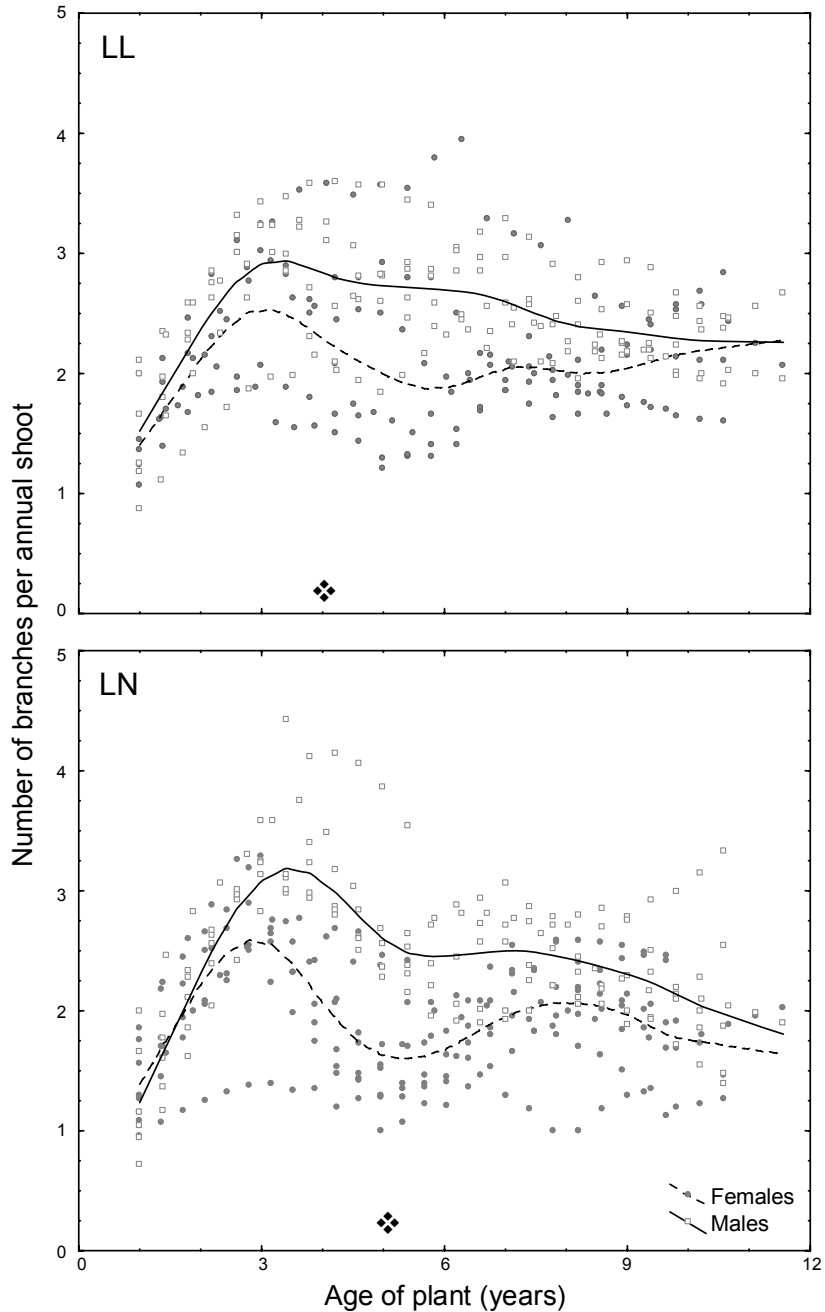 5
LL
4
3
2
1
0
5
LN
4
3
2
1
0
Females
Males
0 3 6 9 12
Age of plant (years)
Number of branches per annual shoot